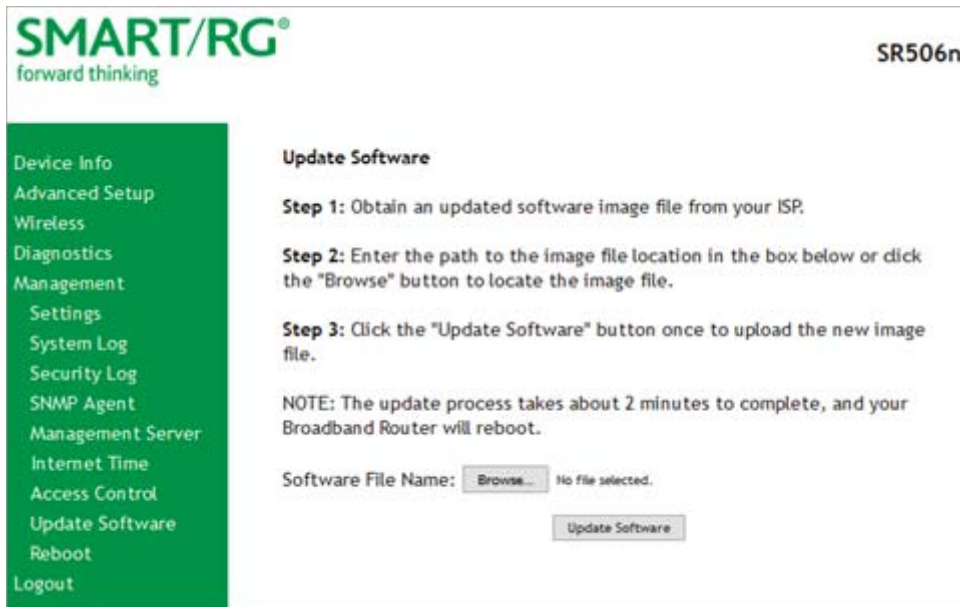 SMART/RG®
forward thinking
SR506n
Device Info
Advanced Setup
Wireless
Diagnostics
Management
Settings
System Log
Security Log
SNMP Agent
Management Server
Internet Time
Access Control
Update Software
Reboot
Logout
Update Software
Step 1: Obtain an updated software image file from your ISP.
Step 2: Enter the path to the image file location in the box below or click
the "Browse" button to locate the image file.
Step 3: Click the "Update Software" button once to upload the new image
file.
NOTE: The update process takes about 2 minutes to complete, and your
Broadband Router will reboot.
Software File Name: Browse... No file selected.
Update Software